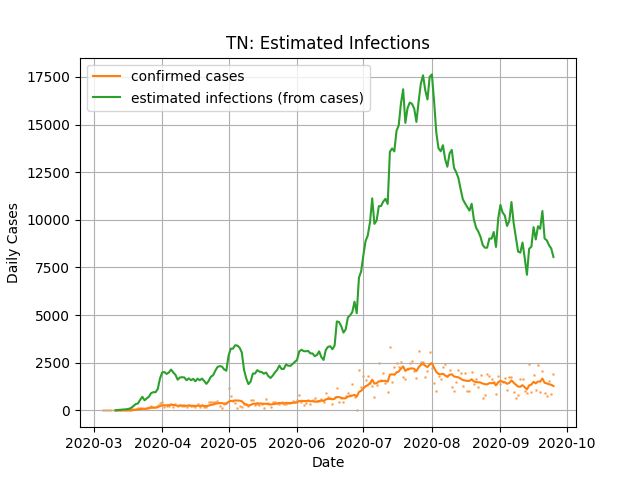 TN: Estimated Infections
confirmed cases
estimated infections (from cases)
17500
15000
12500
10000
7500
5000
2500
0
Daily Cases
2020-03 2020-04 2020-05 2020-06 2020-07 2020-08 2020-09 2020-10
Date